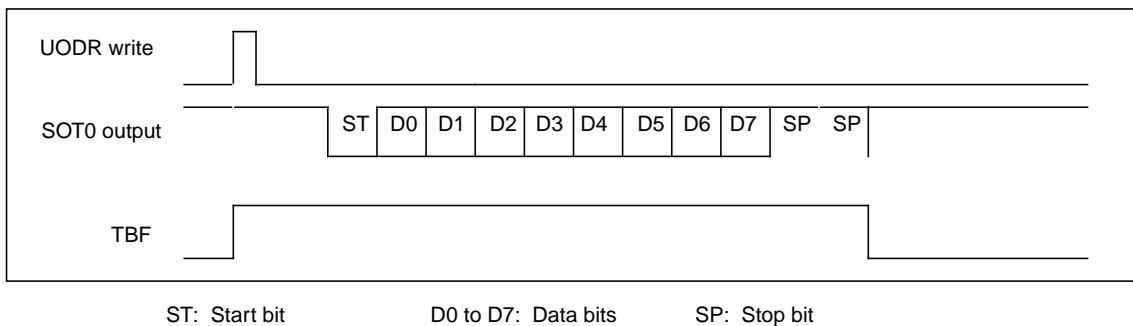 UODR write
SOT0 output
ST D0 D1 D2 D3 D4 D5 D6 D7 SP SP
TBF
ST: Start bit D0 to D7: Data bits SP: Stop bit